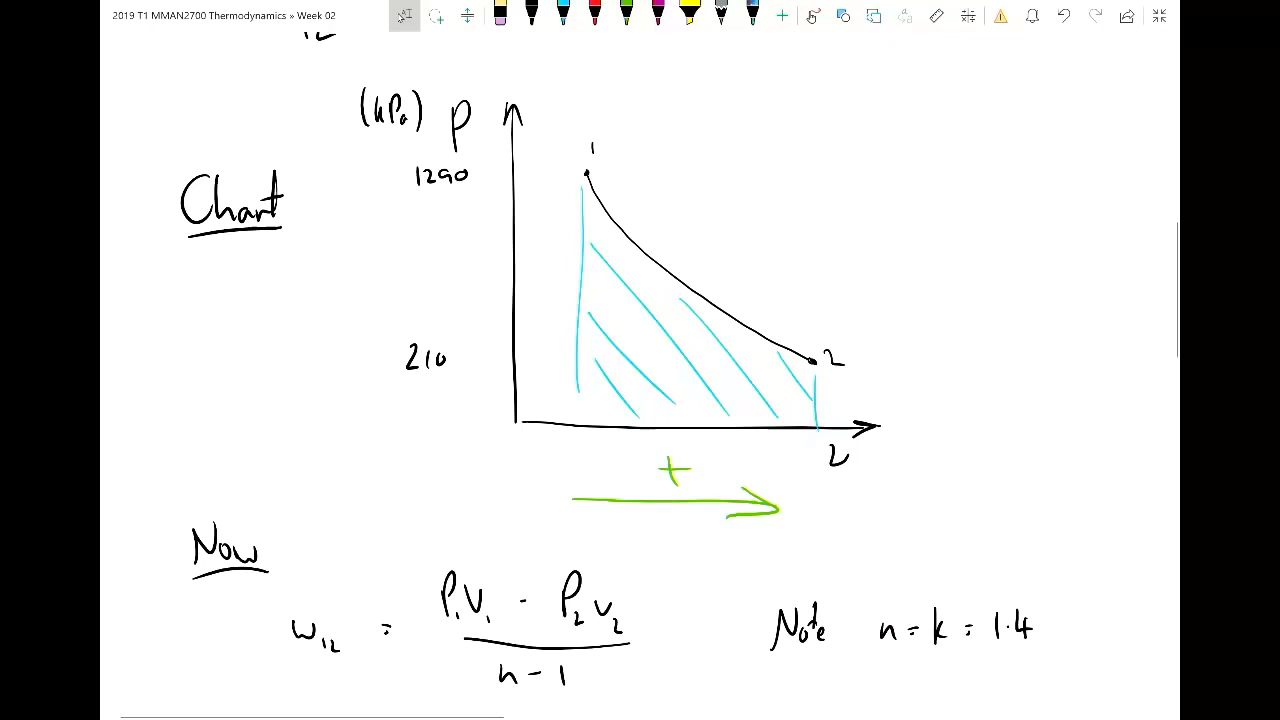 2019 T1 MMAN2700 Thermodynamics » Week 02
12
(kPa) P
1
1290
Chart
210
2
+
Now
w12 = P1v1 - P2v2
n - 1
Note n = k = 1.4